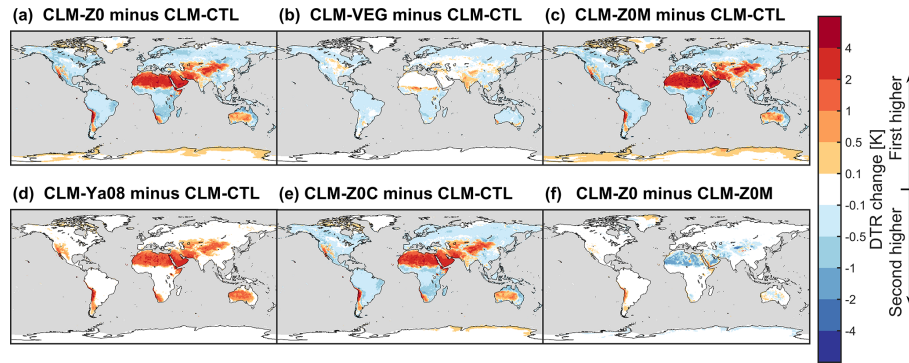 (a) CLM-Z0 minus CLM-CTL
(b) CLM-VEG minus CLM-CTL
(c) CLM-Z0M minus CLM-CTL
(d) CLM-Ya08 minus CLM-CTL
(e) CLM-Z0C minus CLM-CTL
(f) CLM-Z0 minus CLM-Z0M
4
2
1
0.5
0.1
-0.1
-0.5
-1
-2
-4
DTR change [K]
First higher
Second higher